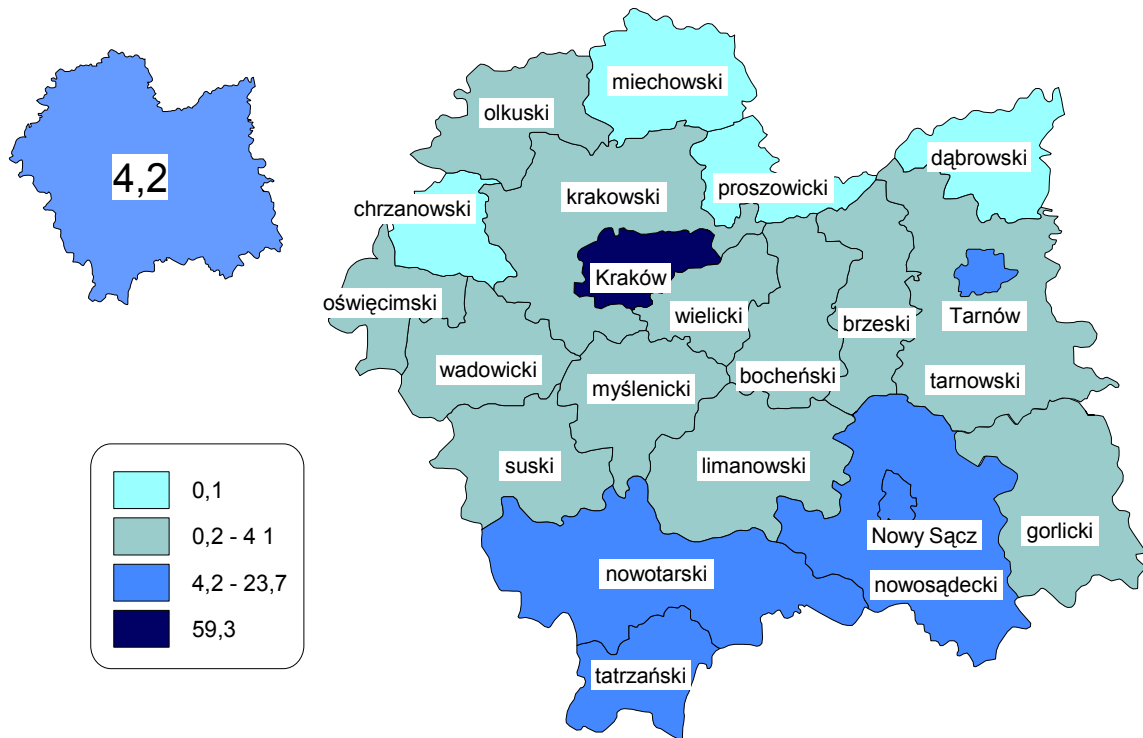 miechowski
olkuski
dąbrowski
4,2
krakowski
proszowicki
chrzanowski
Kraków
oświęcimski
wielicki
brzeski
Tarnów
wadowicki
myślenicki
bocheński
tarnowski
suski
limanowski
0,1
0,2 - 4 1
4,2 - 23,7
59,3
Nowy Sącz
gorlicki
nowotarski
nowosądecki
tatrzański